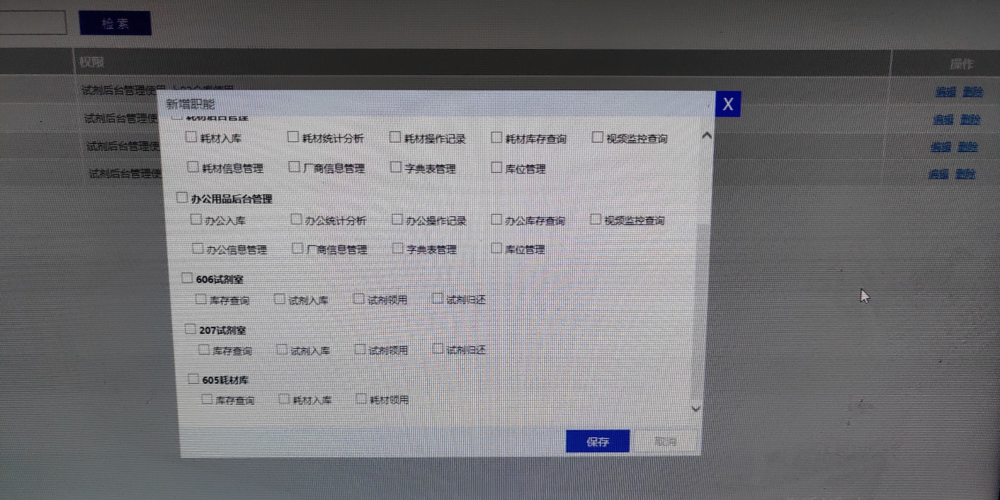 检 索
权限 操作
试剂后台管理使用 编辑 删除
新增职能 X
试剂后台管理使 编辑 删除
耗材后台管理
耗材入库 耗材统计分析 耗材操作记录 耗材库存查询 视频监控查询
试剂后台管理使 编辑 删除
耗材信息管理 厂商信息管理 字典表管理 库位管理
试剂后台管理使 编辑 删除
办公用品后台管理
办公入库 办公统计分析 办公操作记录 办公库存查询 视频监控查询
办公信息管理 厂商信息管理 字典表管理 库位管理
606试剂室
库存查询 试剂入库 试剂领用 试剂归还
207试剂室
库存查询 试剂入库 试剂领用 试剂归还
605耗材库
库存查询 耗材入库 耗材领用
保存 取消